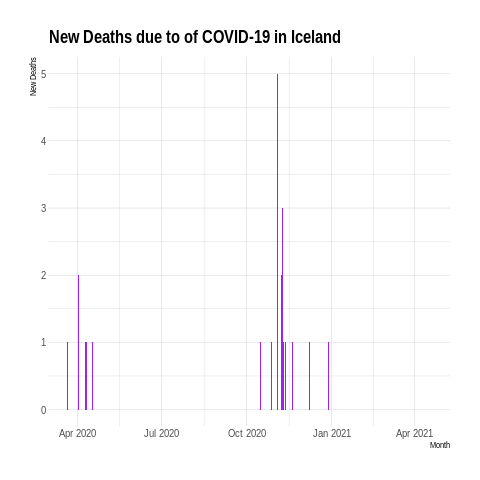 New Deaths due to of COVID-19 in Iceland
New Deaths
5
4
3
2
1
0
Apr 2020 Jul 2020 Oct 2020 Jan 2021 Apr 2021
Month